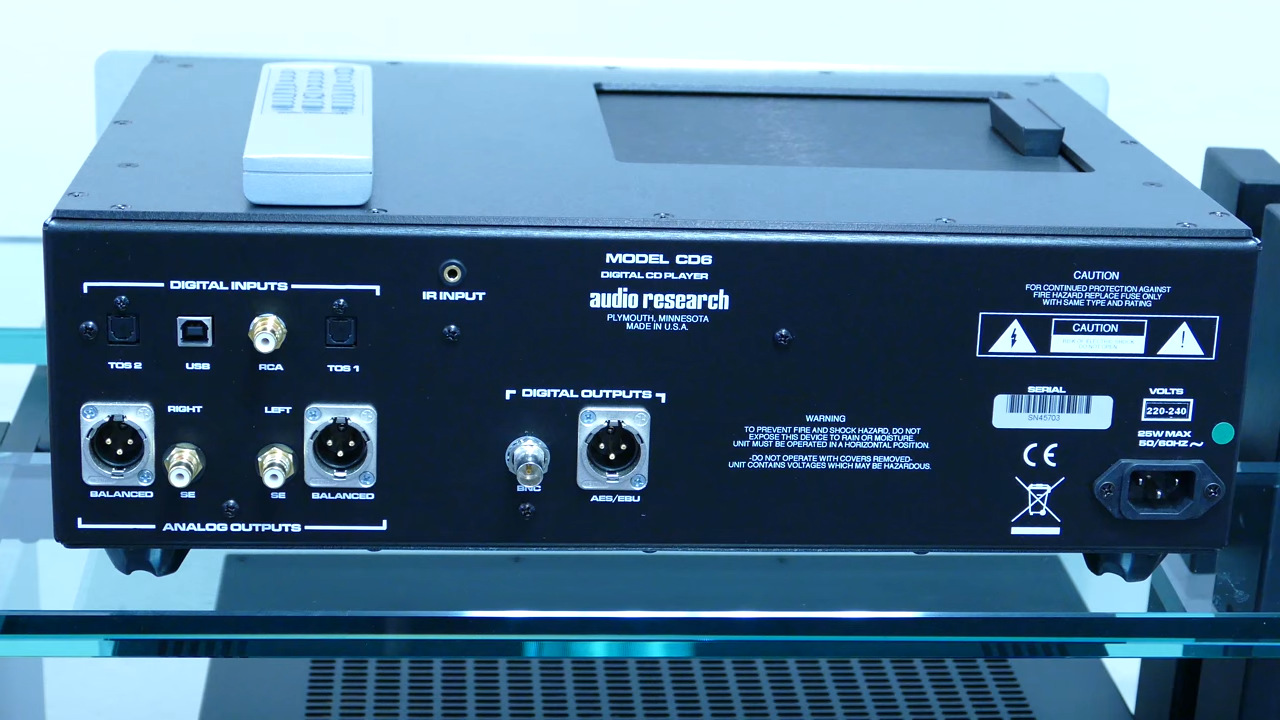 MODEL CD6
DIGITAL CD PLAYER
audio research
PLYMOUTH, MINNESOTA
MADE IN U.S.A.
DIGITAL INPUTS
TOS 2
USB
RCA
TOS 1
IR INPUT
RIGHT
LEFT
BALANCED
SE
SE
BALANCED
ANALOG OUTPUTS
DIGITAL OUTPUTS
BNC
AES/EBU
WARNING
TO PREVENT FIRE AND SHOCK HAZARD, DO NOT
EXPOSE THIS DEVICE TO RAIN OR MOISTURE.
UNIT MUST BE OPERATED IN A HORIZONTAL POSITION.
-DO NOT OPERATE WITH COVERS REMOVED-
UNIT CONTAINS VOLTAGES WHICH MAY BE HAZARDOUS.
CAUTION
FOR CONTINUED PROTECTION AGAINST
FIRE HAZARD REPLACE FUSE ONLY
WITH SAME TYPE AND RATING
CAUTION
SERIAL
SN45703
CE
VOLTS
220-240
25W MAX
50/60HZ ~